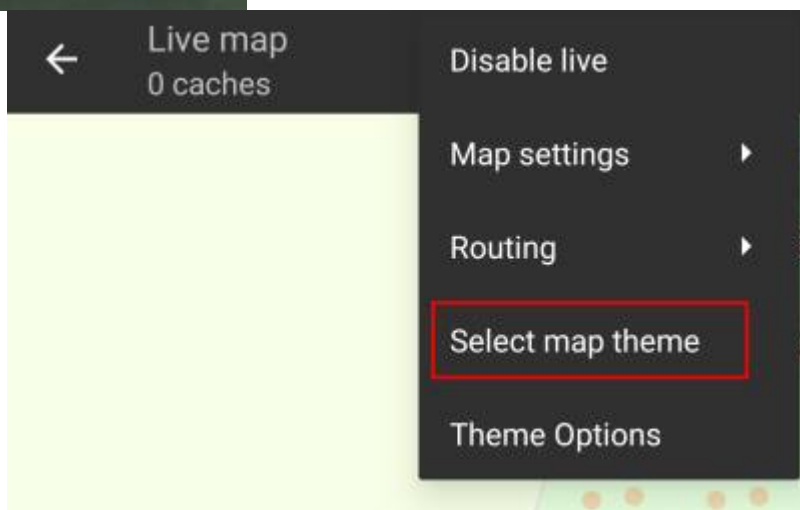 Live map
0 caches
Disable live
Map settings
Routing
Select map theme
Theme Options